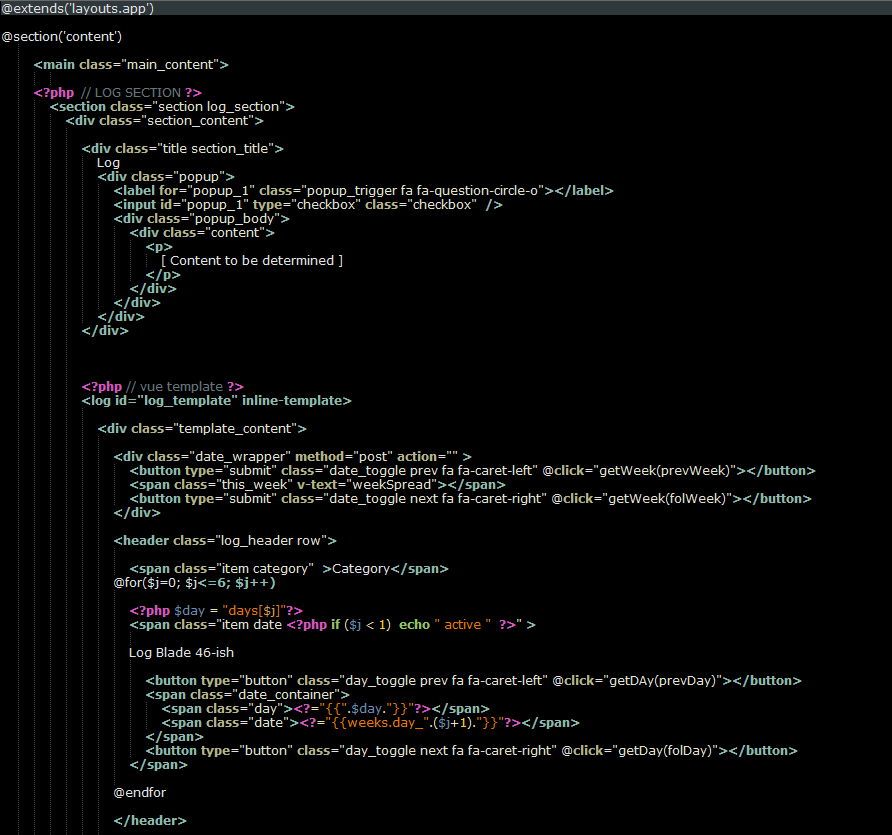 @extends('layouts.app')
@section('content')
<main class="main_content">
<?php // LOG SECTION ?>
<section class="section log_section">
<div class="section_content">
<div class="title section_title">
Log
<div class="popup">
<label for="popup_1" class="popup_trigger fa fa-question-circle-o"></label>
<input id="popup_1" type="checkbox" class="checkbox" />
<div class="popup_body">
<div class="content">
<p>
[ Content to be determined ]
</p>
</div>
</div>
</div>
</div>
<?php // vue template ?>
<log id="log_template" inline-template>
<div class="template_content">
<div class="date_wrapper" method="post" action="" >
<button type="submit" class="date_toggle prev fa fa-caret-left" @click="getWeek(prevWeek)"></button>
<span class="this_week" v-text="weekSpread"></span>
<button type="submit" class="date_toggle next fa fa-caret-right" @click="getWeek(folWeek)"></button>
</div>
<header class="log_header row">
<span class="item category"  >Category</span>
@for($j=0; $j<=6; $j++)
<?php $day = "days[$j]"?>
<span class="item date <?php if ($j < 1)  echo " active "  ?>" >
Log Blade 46-ish
<button type="button" class="day_toggle prev fa fa-caret-left" @click="getDAy(prevDay)"></button>
<span class="date_container">
<span class="day"><?="{{".$day."}}"?></span>
<span class="date"><?="{{weeks.day_".($j+1)."}}"?></span>
</span>
<button type="button" class="day_toggle next fa fa-caret-right" @click="getDay(folDay)"></button>
</span>
@endfor
</header>